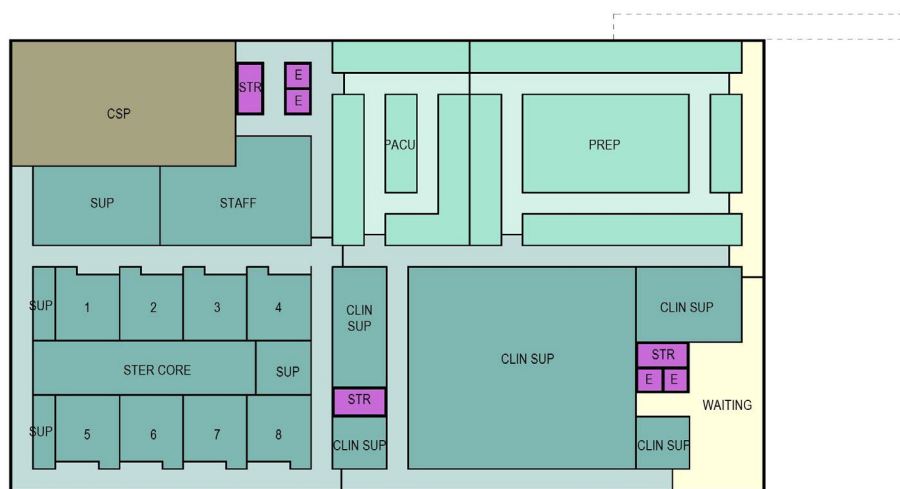 CSP
STR
E
E
PACU
PREP
SUP
STAFF
SUP
1
2
3
4
CLIN
SUP
CLIN SUP
CLIN SUP
STR
E
E
STER CORE
SUP
STR
WAITING
SUP
5
6
7
8
CLIN SUP
CLIN SUP